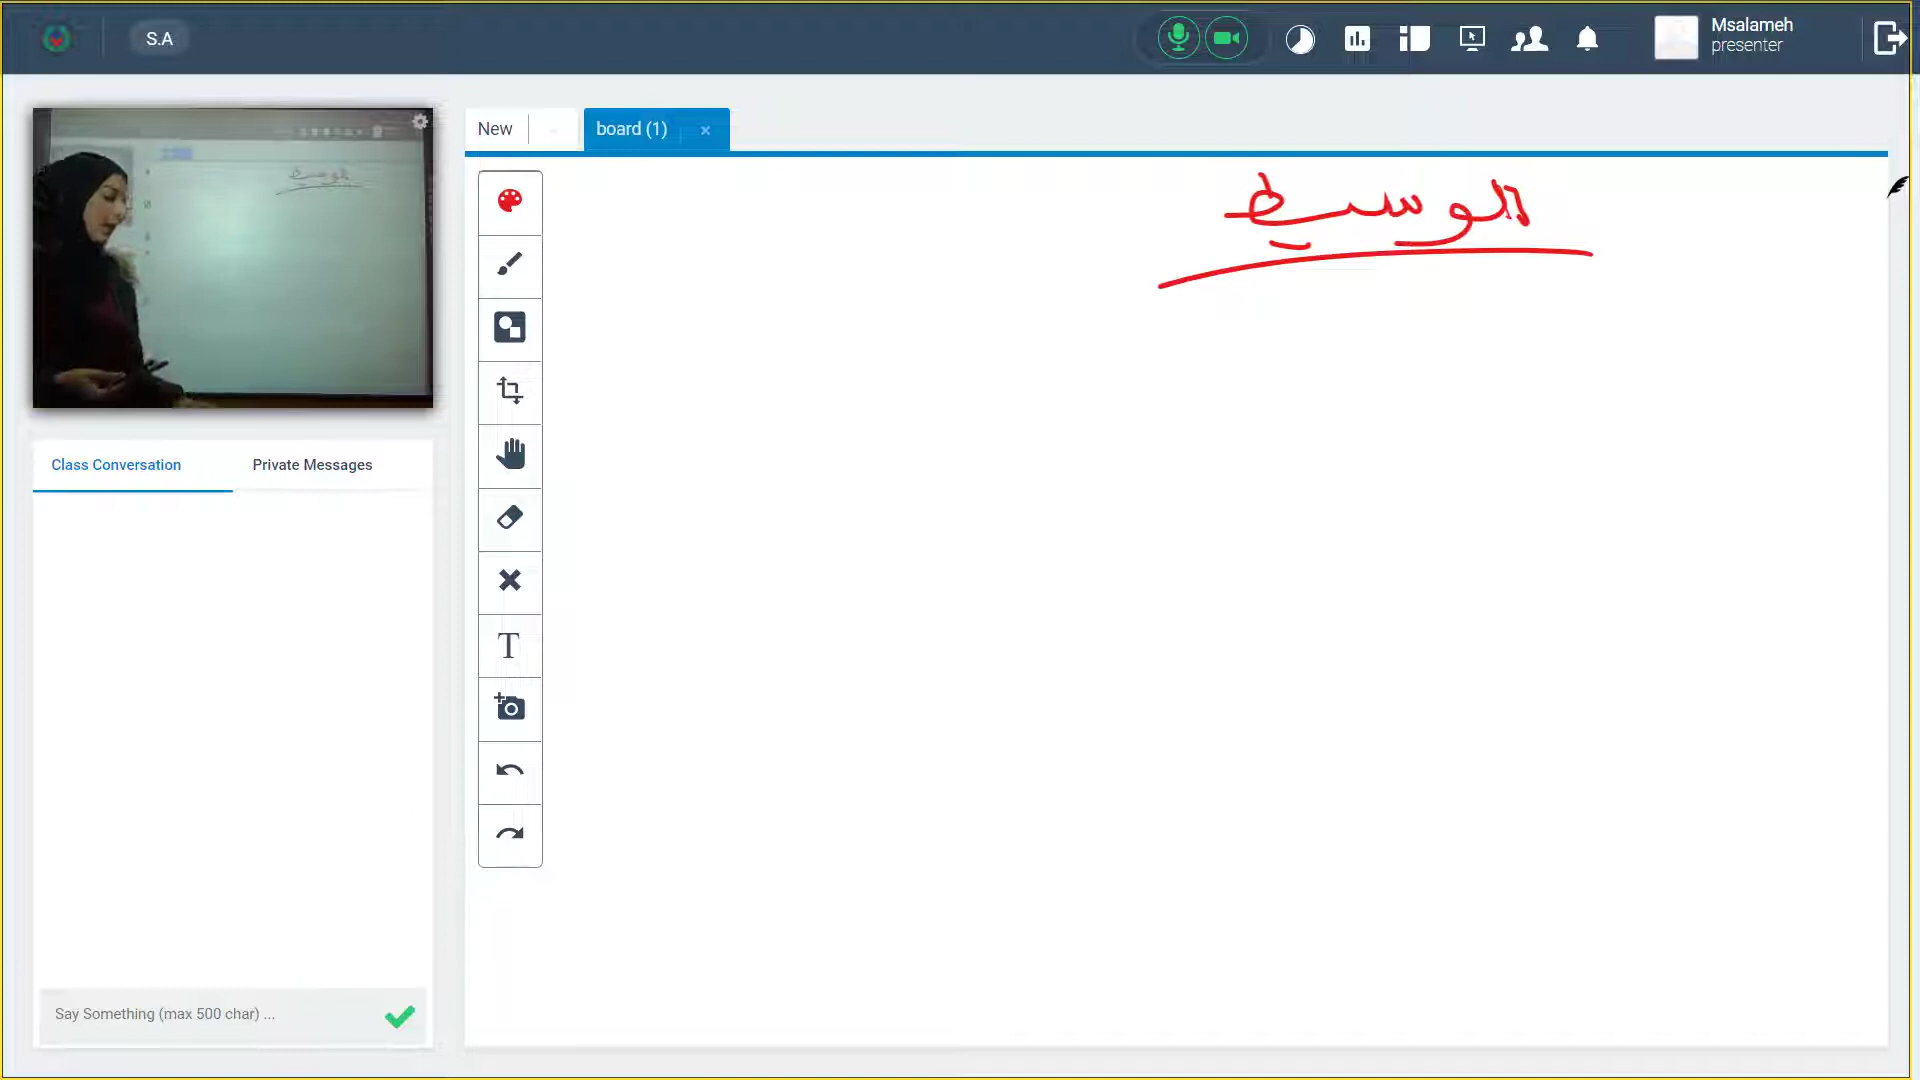 S.A
Msalameh
presenter
New
board (1)
الوسيط
Class Conversation
Private Messages
T
Say Something (max 500 char) ...